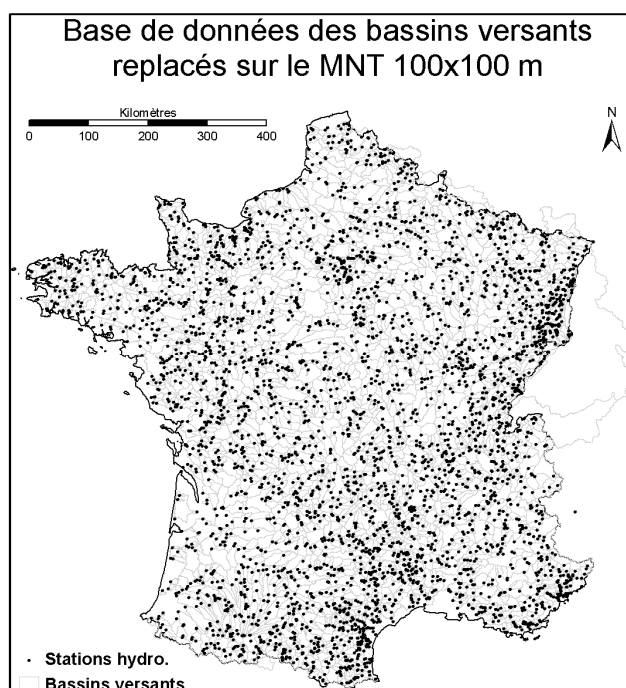 Base de données des bassins versants
replacés sur le MNT 100x100 m
Kilomètres
0 100 200 300 400
N
Stations hydro.
Bassins versants